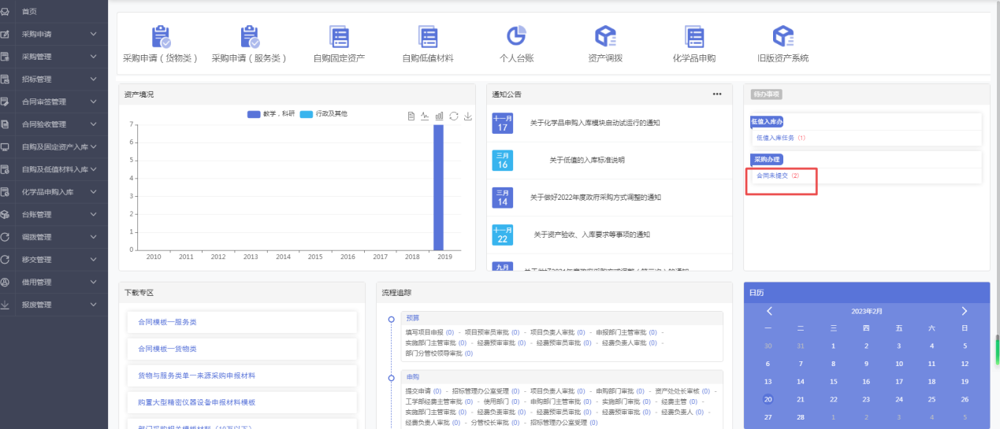 首页
采购申请
采购管理
招标管理
合同审签管理
合同验收管理
自购及固定资产入库
自购及低值材料入库
化学品申购入库
台账管理
调拨管理
移交管理
借用管理
报废管理
采购申请（货物类）
采购申请（服务类）
自购固定资产
自购低值材料
个人台账
资产调拨
化学品申购
旧版资产系统
资产情况
教学，科研
行政及其他
7
6
5
4
3
2
1
0
2010 2011 2012 2013 2014 2015 2016 2017 2018 2019
通知公告
•••
十一月
17
关于化学品申购入库模块启动试运行的通知
三月
16
关于低值的入库标准说明
三月
14
关于做好2022年度政府采购方式调整的通知
十一月
22
关于资产验收、入库要求等事项的通知
九月
待办事项
低值入库办
低值入库任务（1）
采购办理
合同未提交（2）
下载专区
合同模板—服务类
合同模板—货物类
货物与服务类单一来源采购申报材料
购置大型精密仪器设备申报材料模板
部门采购相关模板材料（10万以下）
流程追踪
预算
填写项目申报 (0) - 项目预审员审批 (0) - 项目负责人审批 (0) - 申报部门主管审批 (0) -
实施部门主管审批 (0) - 经费预审审批 (0) - 经费预审员审批 (0) - 经费负责人审批 (0) -
部门分管校领导审批 (0)
申购
提交申请 (0) - 招标管理办公室受理 (0) - 项目负责人审批 (0) - 申购部门审批 (0) - 资产处处长审核 (0) -
工学部经费主管审批 (0) - 使用部门 (0) - 申购部门主管审批 (0) - 实施部门审批 (0) - 经费主管 (0) -
实施部门主管审批 (0) - 经费负责审批 (0) - 经费预审员审批 (0) - 经费预审审批 (0) - 经费负责人 (0) -
经费负责人审批 (0) - 分管校长审批 (0) - 招标管理办公室受理 (0)
日历
2023年2月
一 二 三 四 五 六 日
30 31 1 2 3 4 5
6 7 8 9 10 11 12
13 14 15 16 17 18 19
20 21 22 23 24 25 26
27 28 1 2 3 4 5